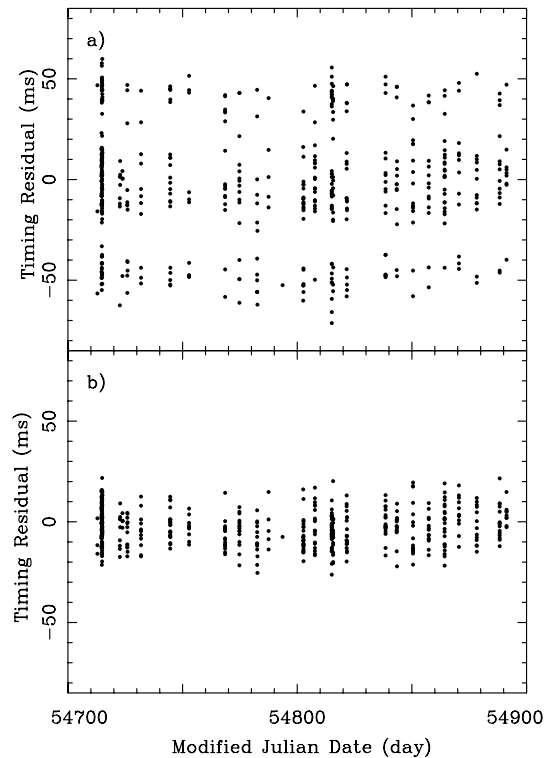 a)
50
0
−50
Timing Residual (ms)
b)
50
0
−50
Timing Residual (ms)
54700 54800 54900
Modified Julian Date (day)